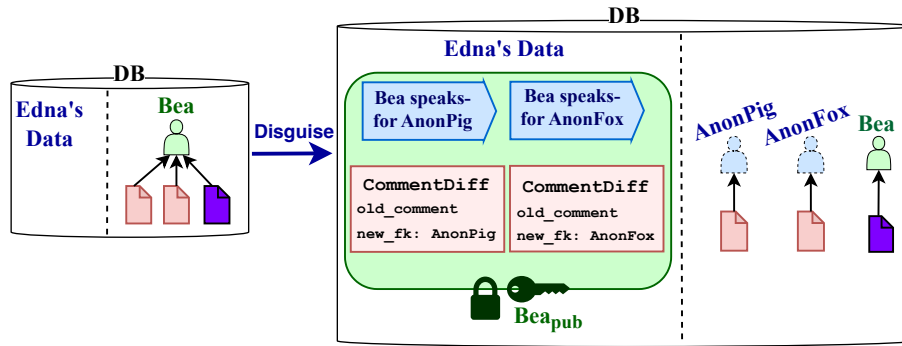 DB
Edna's
Data
Bea
Disguise
DB
Edna's Data
Bea speaks-
for AnonPig
Bea speaks-
for AnonFox
CommentDiff
old_comment
new_fk: AnonPig
CommentDiff
old_comment
new_fk: AnonFox
Bea_pub
AnonPig
AnonFox
Bea